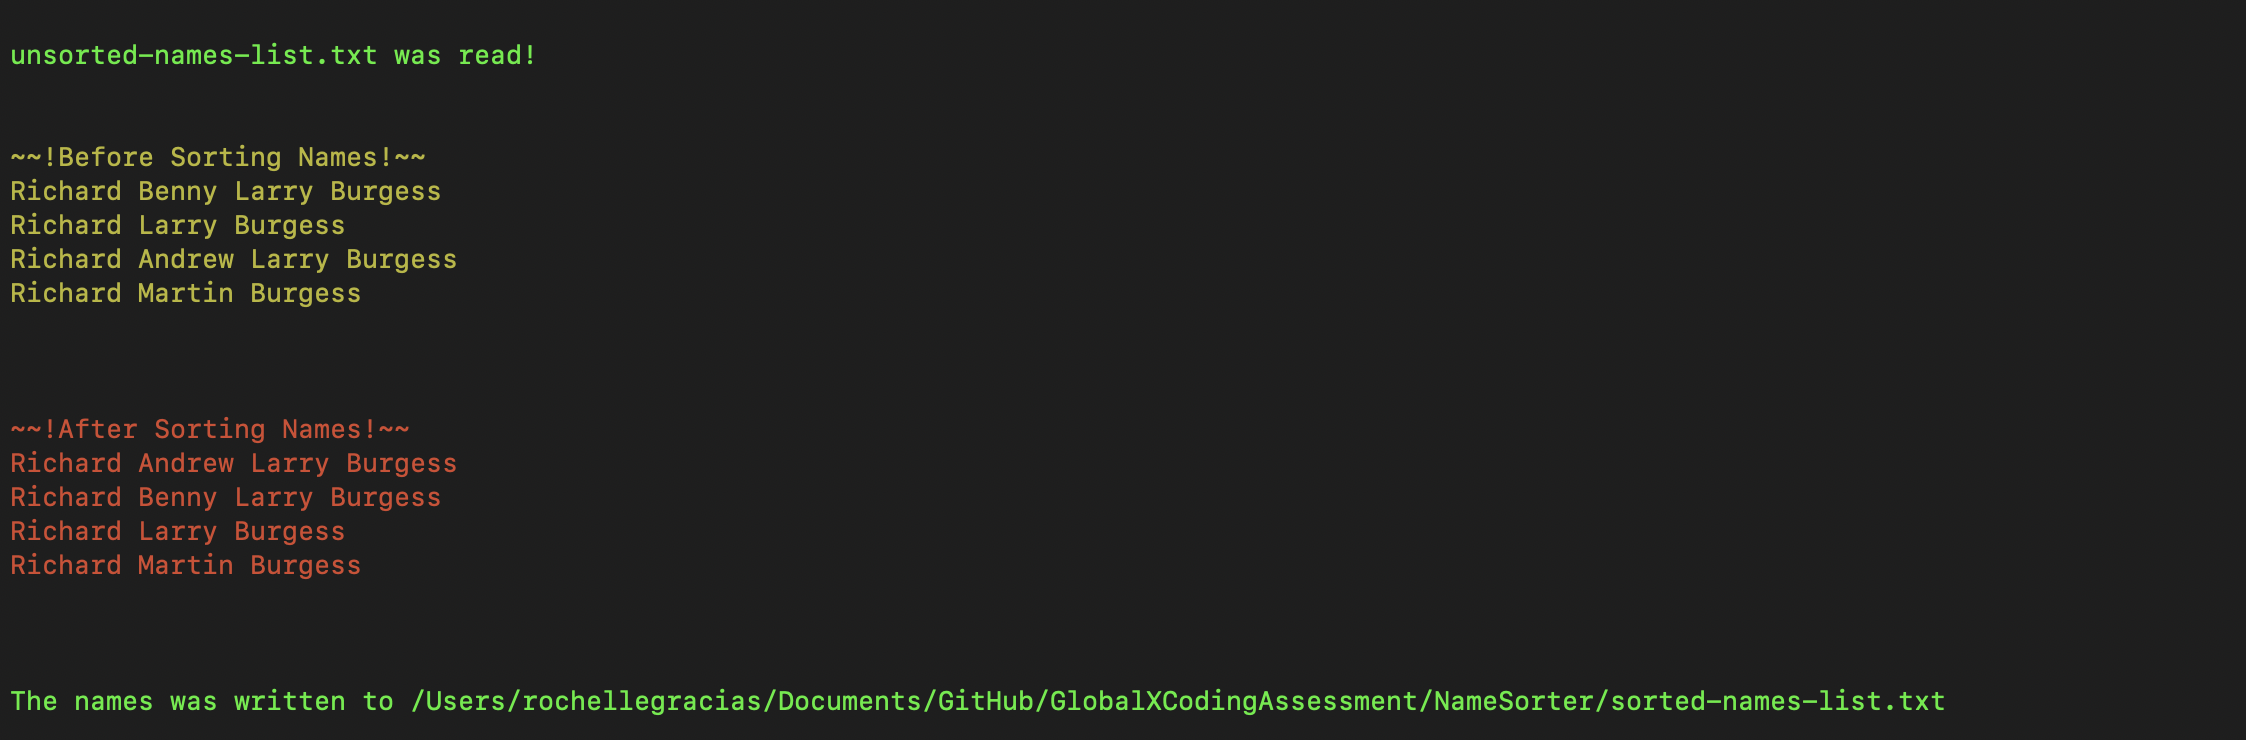 unsorted-names-list.txt was read!
~~!Before Sorting Names!~~
Richard Benny Larry Burgess
Richard Larry Burgess
Richard Andrew Larry Burgess
Richard Martin Burgess
~~!After Sorting Names!~~
Richard Andrew Larry Burgess
Richard Benny Larry Burgess
Richard Larry Burgess
Richard Martin Burgess
The names was written to /Users/rochellegracias/Documents/GitHub/GlobalXCodingAssessment/NameSorter/sorted-names-list.txt